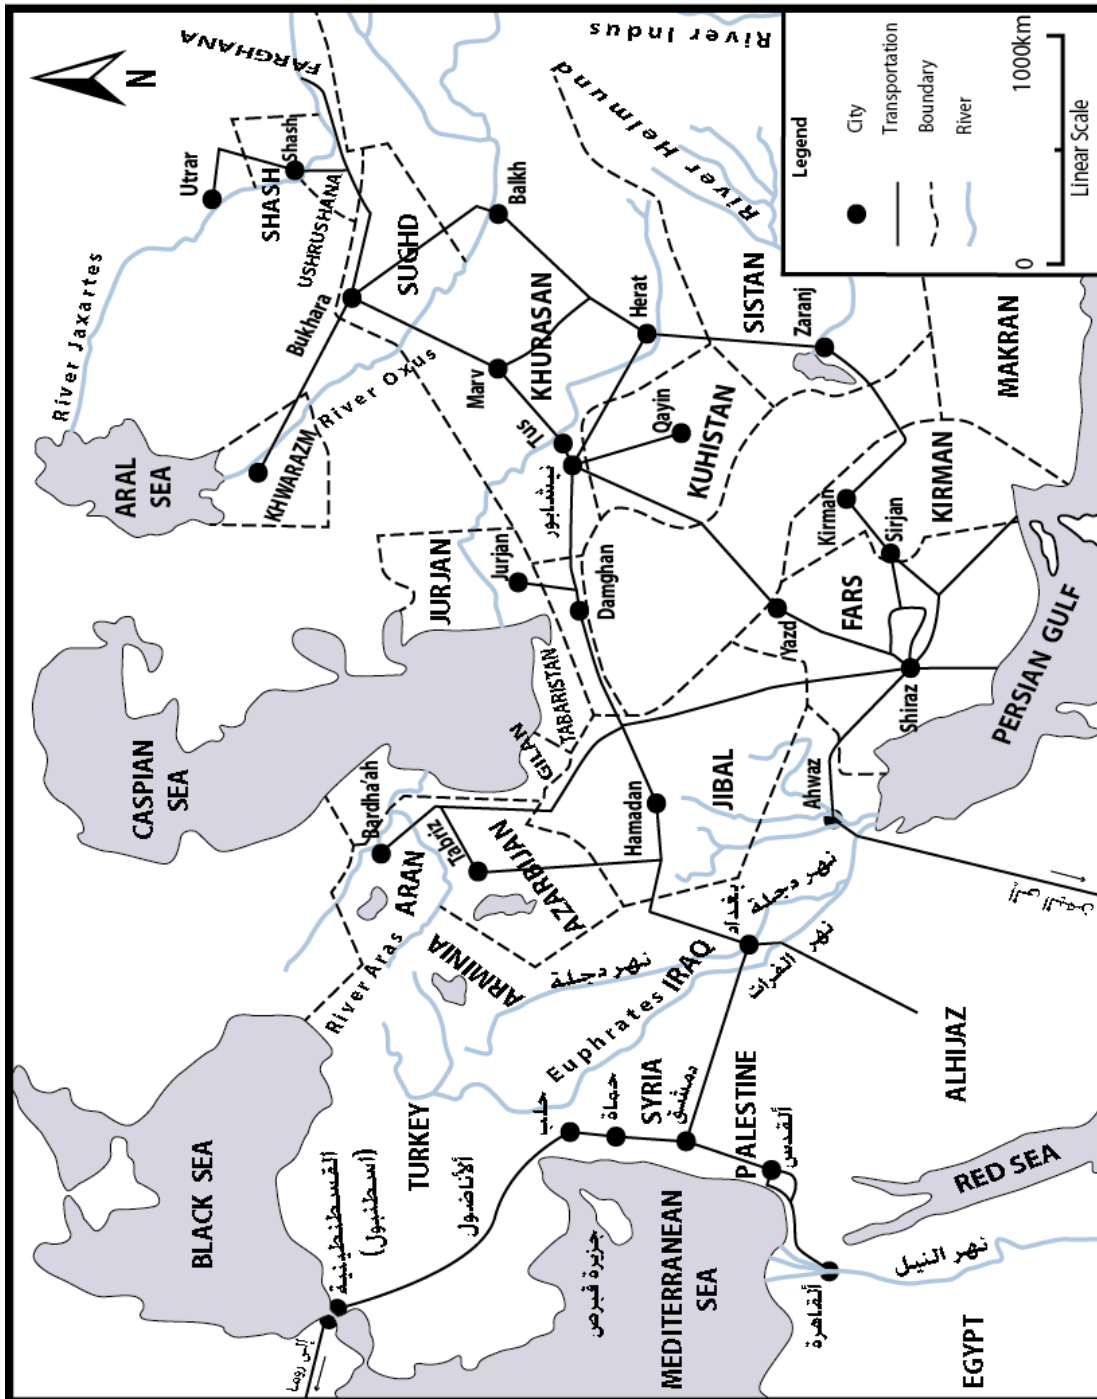 BLACK SEA
CASPIAN
SEA
ARAL
SEA
River Jaxartes
Utrar
SHASH
Shash
FARGHANA
N
USHRUSHANA
Bukhara
SUGHD
KHWARAZM
River Oxus
Balkh
River Indus
River Helmund
Marv
KHURASAN
Tus
نيشابور
Herat
Qayin
KUHISTAN
SISTAN
Zaranj
JURJAN
Jurjan
Damghan
GILAN
TABARISTAN
Bardha'ah
ARAN
Tabriz
AZARBIJAN
River Aras
ARMINIA
إلى روما
القسطنطينية
(اسطنبول)
TURKEY
ألأناضول
حلب
حماة
SYRIA
دمشق
Euphrates
IRAQ
نهر دجلة
بغداد
نهر دجلة
نهر الفرات
Hamadan
JIBAL
Ahwaz
Yazd
FARS
Kirman
Sirjan
KIRMAN
MAKRAN
Shiraz
PERSIAN GULF
جزيرة قبرص
MEDITERRANEAN
SEA
PALESTINE
ألقدس
ألقاهرة
نهر النيل
EGYPT
RED SEA
ALHIJAZ
Legend
City
Transportation
Boundary
River
0
1000km
Linear Scale